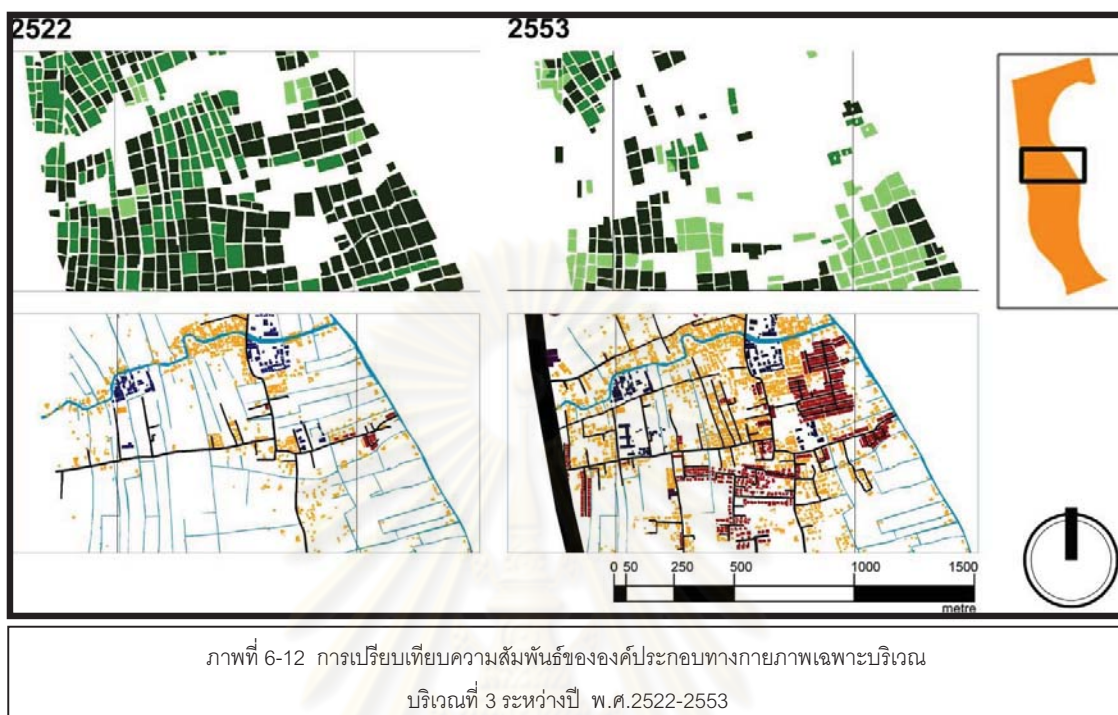 2522
2553
0 50 250 500 1000 1500
metre
ภาพที่ 6-12 การเปรียบเทียบความสัมพันธ์ขององค์ประกอบทางกายภาพเฉพาะบริเวณ
บริเวณที่ 3 ระหว่างปี พ.ศ.2522-2553